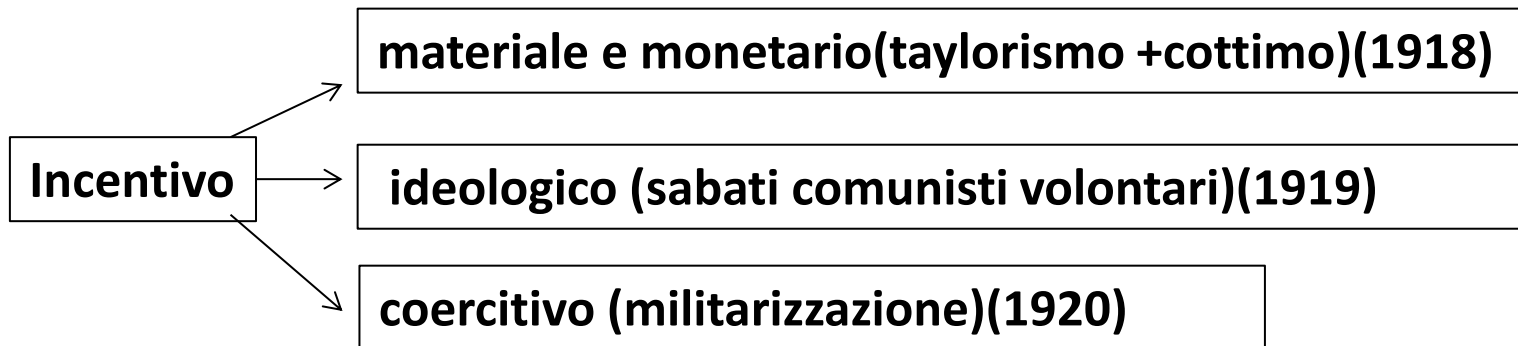 materiale e monetario(taylorismo +cottimo)(1918)
Incentivo
ideologico (sabati comunisti volontari)(1919)
coercitivo (militarizzazione)(1920)